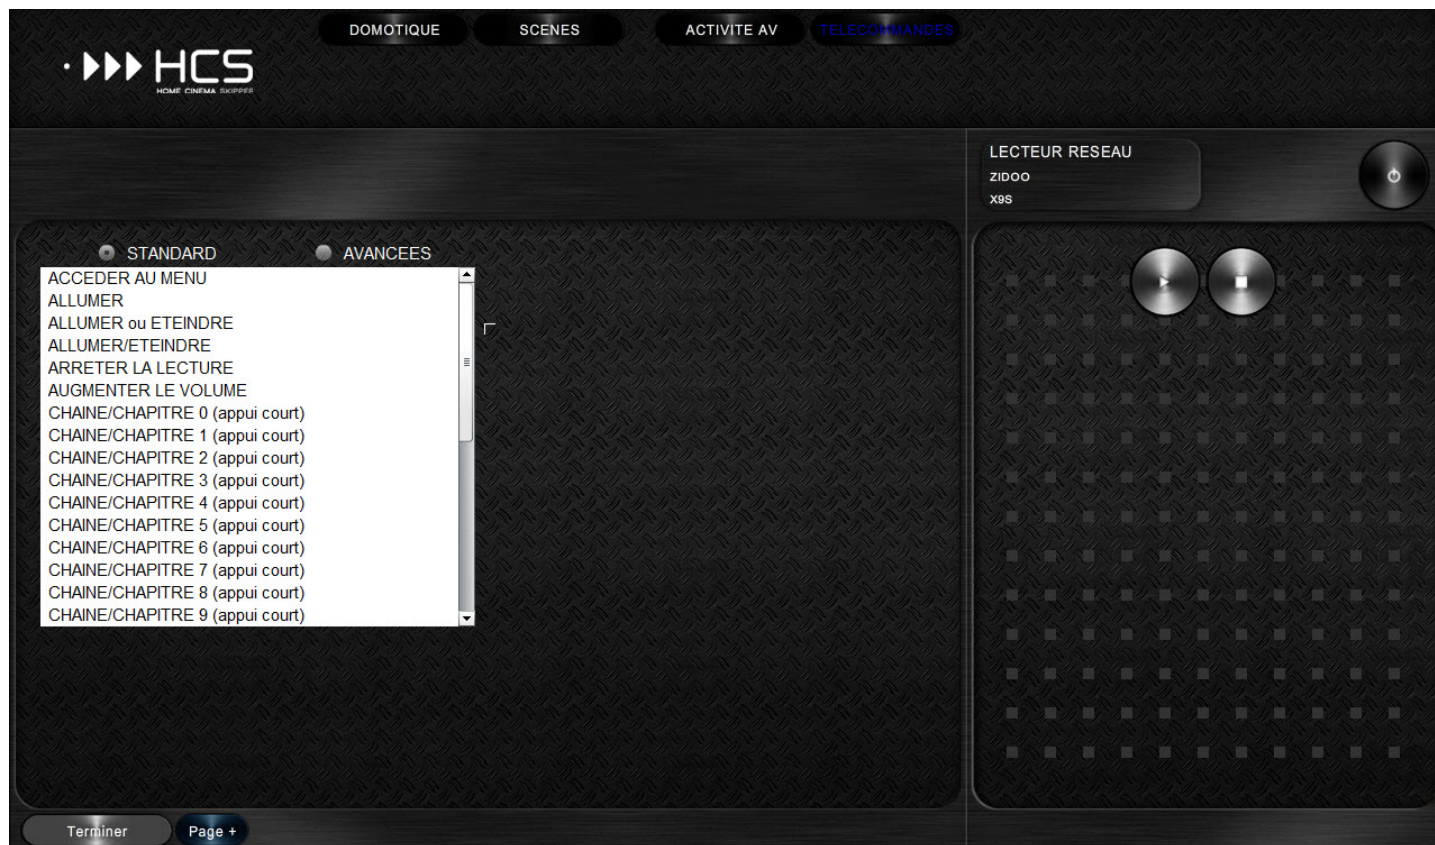 DOMOTIQUE SCENES ACTIVITE AV TELECOMMANDES
HCS
HOME CINEMA SKIPPER
LECTEUR RESEAU
ZIDOO
X9S
STANDARD AVANCEES
ACCEDER AU MENU
ALLUMER
ALLUMER ou ETEINDRE
ALLUMER/ETEINDRE
ARRETER LA LECTURE
AUGMENTER LE VOLUME
CHAINE/CHAPITRE 0 (appui court)
CHAINE/CHAPITRE 1 (appui court)
CHAINE/CHAPITRE 2 (appui court)
CHAINE/CHAPITRE 3 (appui court)
CHAINE/CHAPITRE 4 (appui court)
CHAINE/CHAPITRE 5 (appui court)
CHAINE/CHAPITRE 6 (appui court)
CHAINE/CHAPITRE 7 (appui court)
CHAINE/CHAPITRE 8 (appui court)
CHAINE/CHAPITRE 9 (appui court)
Terminer Page +